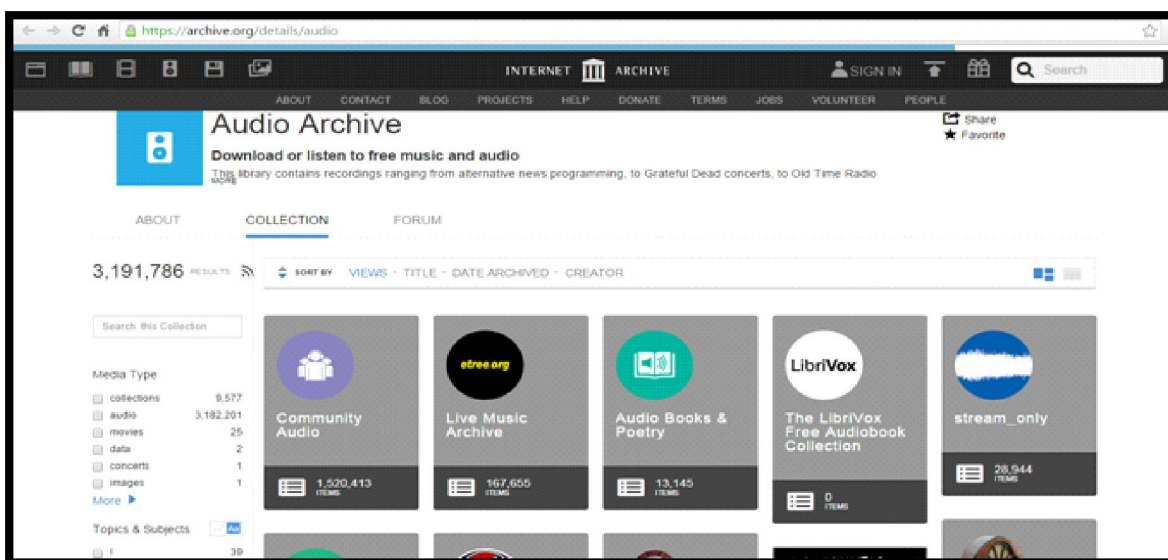 https://archive.org/details/audio
INTERNET ARCHIVE
SIGN IN
Search
ABOUT CONTACT BLOG PROJECTS HELP DONATE TERMS JOBS VOLUNTEER PEOPLE
Audio Archive
Share
Favorite
Download or listen to free music and audio
This library contains recordings ranging from alternative news programming, to Grateful Dead concerts, to Old Time Radio
MORE
ABOUT COLLECTION FORUM
3,191,786 RESULTS
SORT BY VIEWS · TITLE · DATE ARCHIVED · CREATOR
Search this Collection
Media Type
collections 9,577
audio 3,182,201
movies 25
data 2
concerts 1
images 1
More
Topics & Subjects Aa
! 39
Community
Audio
1,520,413
ITEMS
etree.org
Live Music
Archive
167,655
ITEMS
Audio Books &
Poetry
13,145
ITEMS
LibriVox
The LibriVox
Free Audiobook
Collection
0
ITEMS
stream_only
28,944
ITEMS